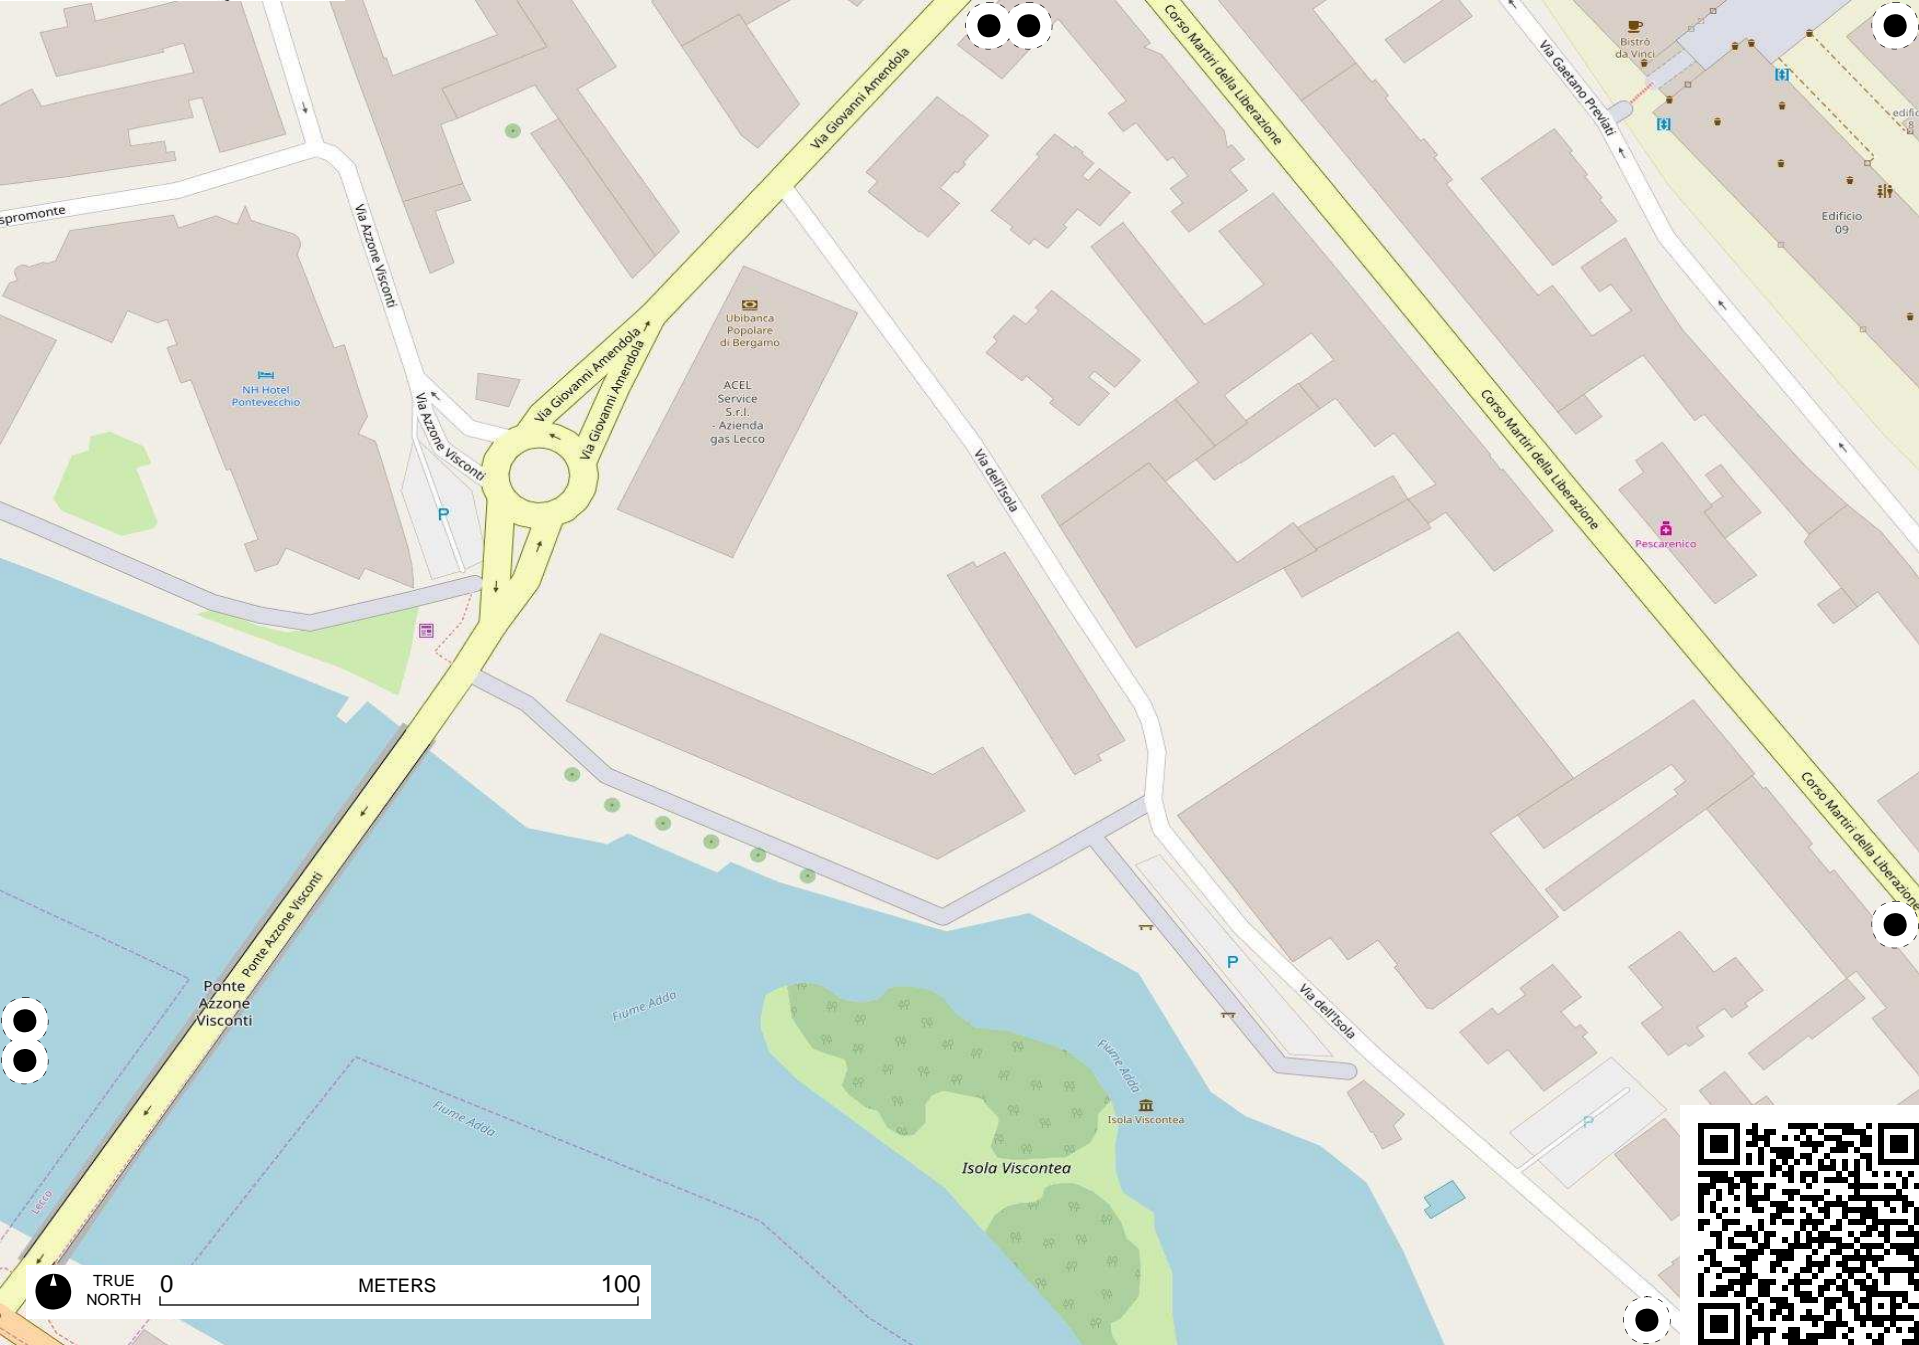 Via Giovanni Amendola
Corso Martiri della Liberazione
Via Gaetano Previati
Bistrò
da Vinci
Edificio
09
spromonte
Via Azzone Visconti
Ubibanca
Popolare
di Bergamo
Via Giovanni Amendola
Via Giovanni Amendola
NH Hotel
Pontevecchio
ACEL
Service
S.r.l.
- Azienda
gas Lecco
Via Azzone Visconti
P
Via dell'Isola
Corso Martiri della Liberazione
Pescarenico
Corso Martiri della Liberazione
Ponte Azzone Visconti
Ponte
Azzone
Visconti
P
Fiume Adda
Via dell'Isola
Fiume Adda
Fiume Adda
Isola Viscontea
P
Isola Viscontea
Lecco
TRUE
NORTH
0 METERS 100